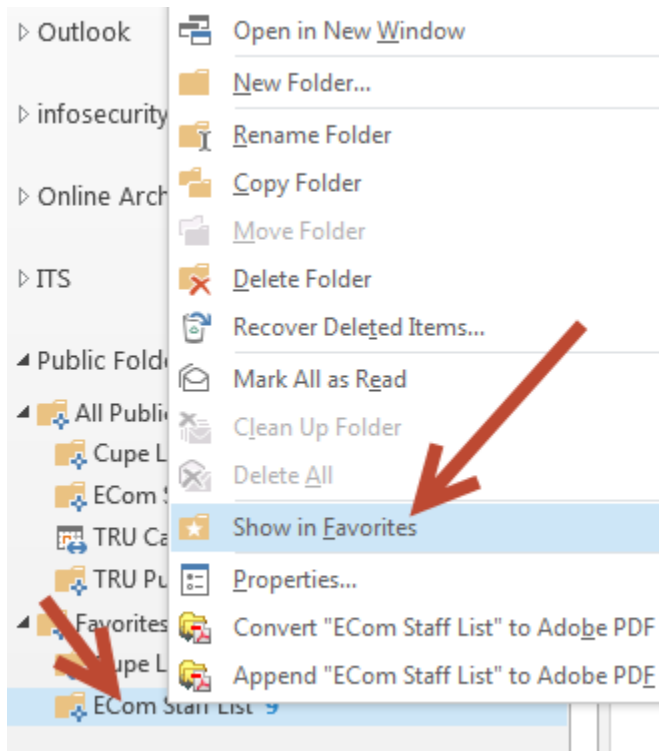 Outlook
infosecurity
Online Arch
ITS
Public Folde
All Public
Cupe L
ECom S
TRU Ca
TRU Pu
Favorites
Cupe L
ECom Staff List 9
Open in New Window
New Folder...
Rename Folder
Copy Folder
Move Folder
Delete Folder
Recover Deleted Items...
Mark All as Read
Clean Up Folder
Delete All
Show in Favorites
Properties...
Convert "ECom Staff List" to Adobe PDF
Append "ECom Staff List" to Adobe PDF